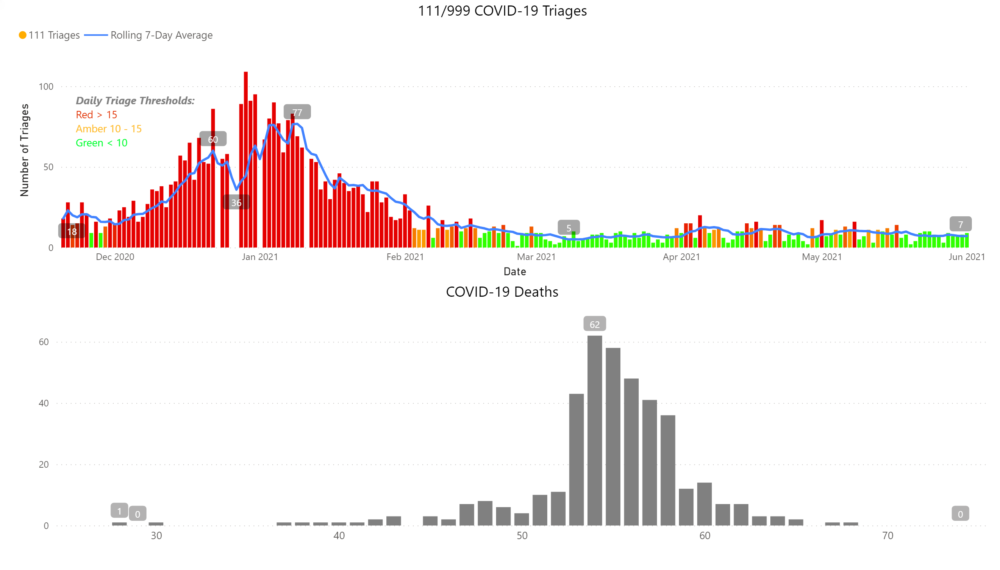 111/999 COVID-19 Triages
111 Triages Rolling 7-Day Average
Number of Triages
100
50
0
Daily Triage Thresholds:
Red > 15
Amber 10 - 15
Green < 10
18
60
36
77
5
7
Dec 2020 Jan 2021 Feb 2021 Mar 2021 Apr 2021 May 2021 Jun 2021
Date
COVID-19 Deaths
60
40
20
0
1
0
62
0
30 40 50 60 70